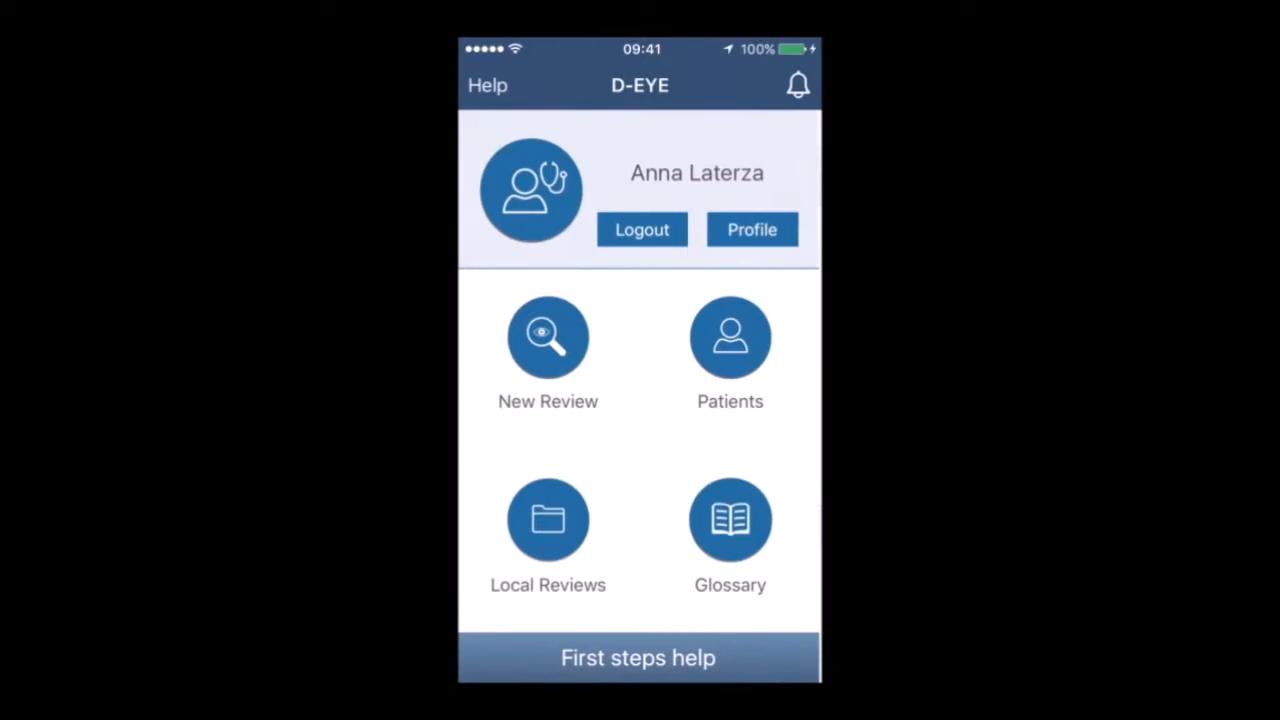 09:41
100%
Help
D-EYE
Anna Laterza
Logout
Profile
New Review
Patients
Local Reviews
Glossary
First steps help